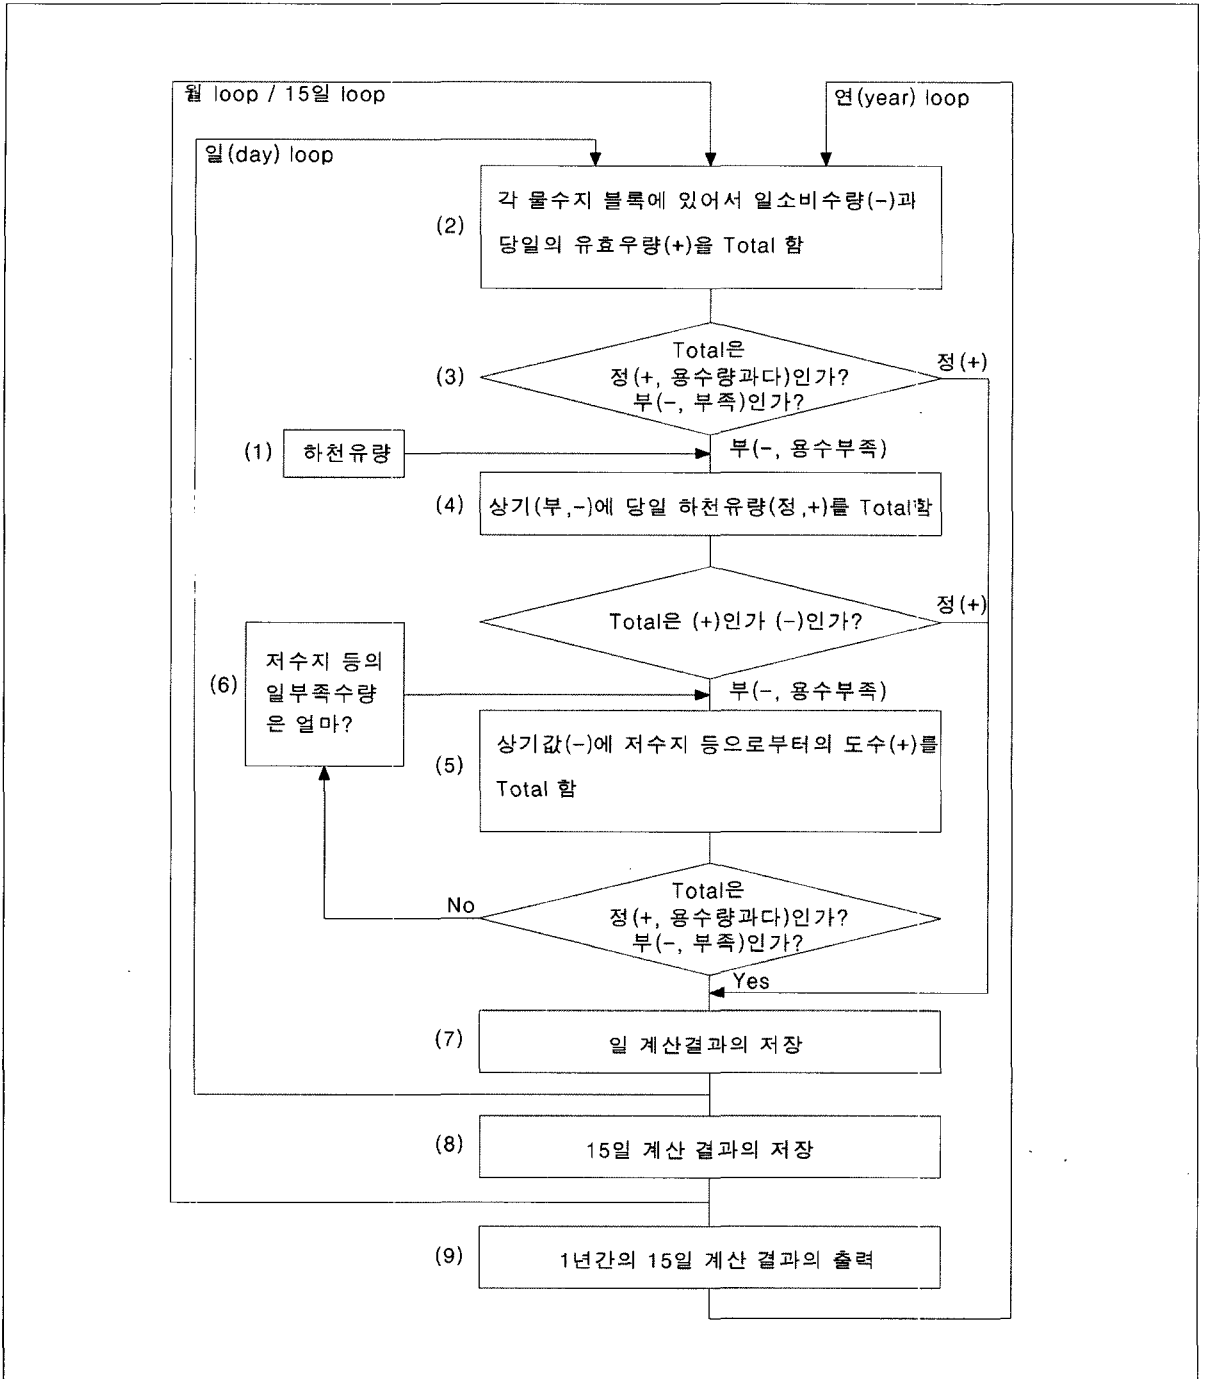 월 loop / 15일 loop
연(year) loop
일(day) loop
(2)
각 물수지 블록에 있어서 일소비수량(-)과
당일의 유효우량(+)을 Total 함
(3)
Total은
정(+, 용수량과다)인가?
부(-, 부족)인가?
정(+)
(1)
하천유량
부(-, 용수부족)
(4)
상기(부,-)에 당일 하천유량(정,+)를 Total함
Total은 (+)인가 (-)인가?
정(+)
(6)
저수지 등의
일부족수량
은 얼마?
부(-, 용수부족)
(5)
상기값(-)에 저수지 등으로부터의 도수(+)를
Total 함
Total은
정(+, 용수량과다)인가?
부(-, 부족)인가?
No
Yes
(7)
일 계산결과의 저장
(8)
15일 계산 결과의 저장
(9)
1년간의 15일 계산 결과의 출력